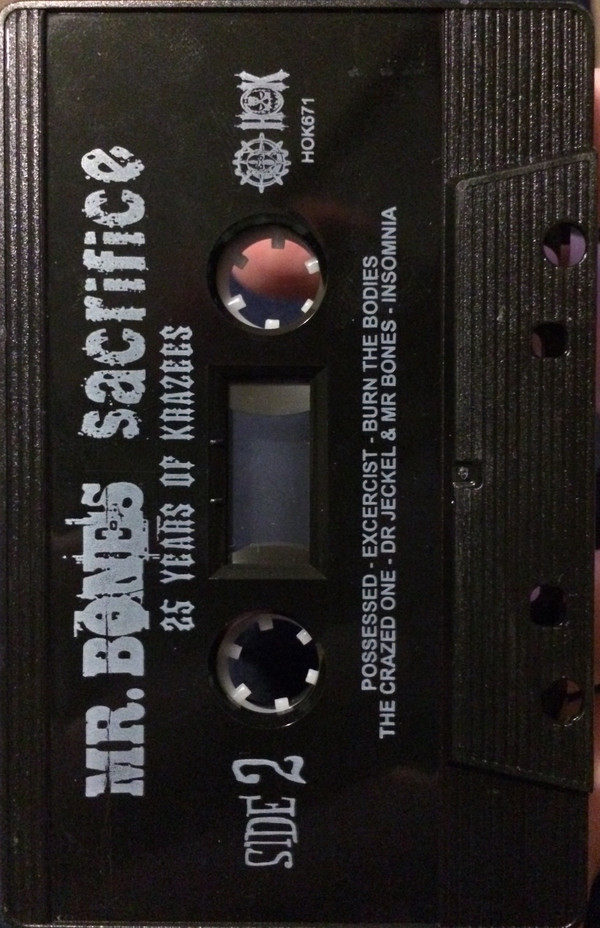 MR. BONE'S sacrifice
25 YEARS OF KRAZEES
SIDE 2
HOK
HOK671
POSSESSED - EXCERCIST - BURN THE BODIES
THE CRAZED ONE - DR JECKEL & MR BONES - INSOMNIA